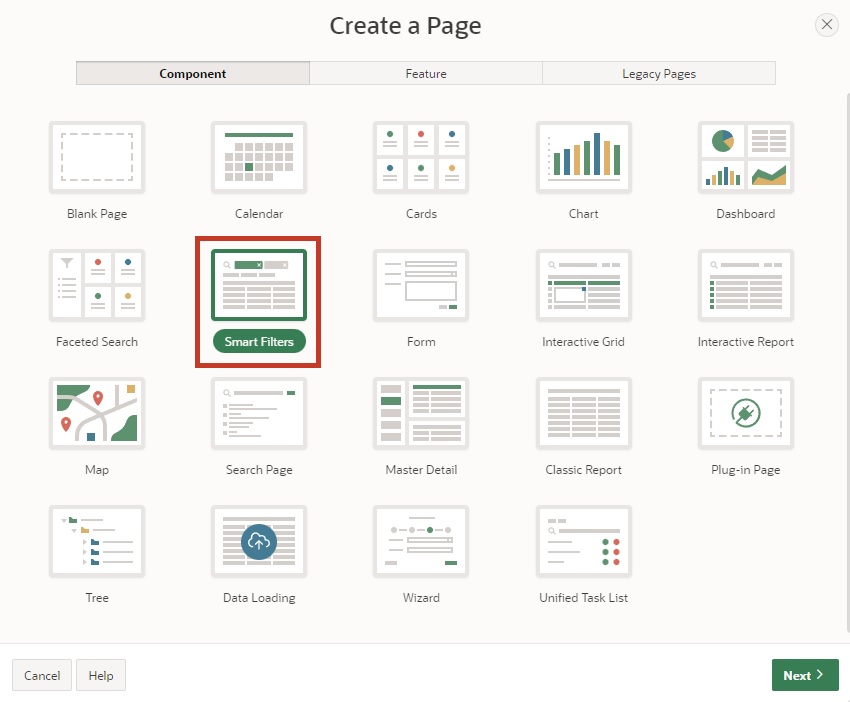 Create a Page
Component
Feature
Legacy Pages
Blank Page
Calendar
Cards
Chart
Dashboard
Faceted Search
Smart Filters
Form
Interactive Grid
Interactive Report
Map
Search Page
Master Detail
Classic Report
Plug-in Page
Tree
Data Loading
Wizard
Unified Task List
Cancel
Help
Next